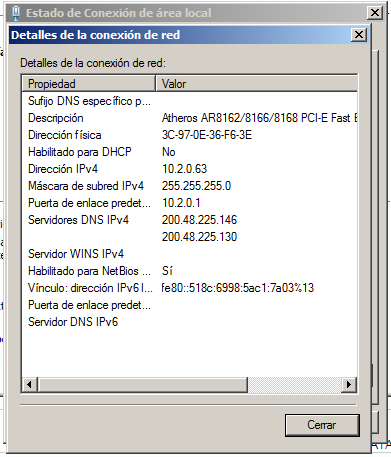 Estado de Conexión de área local
Detalles de la conexión de red
Detalles de la conexión de red:
Propiedad Valor
Sufijo DNS específico p...
Descripción Atheros AR8162/8166/8168 PCI-E Fast E
Dirección física 3C-97-0E-36-F6-3E
Habilitado para DHCP No
Dirección IPv4 10.2.0.63
Máscara de subred IPv4 255.255.255.0
Puerta de enlace predet... 10.2.0.1
Servidores DNS IPv4 200.48.225.146
200.48.225.130
Servidor WINS IPv4
Habilitado para NetBios ... Sí
Vínculo: dirección IPv6 l... fe80::518c:6998:5ac1:7a03%13
Puerta de enlace predet...
Servidor DNS IPv6
Cerrar